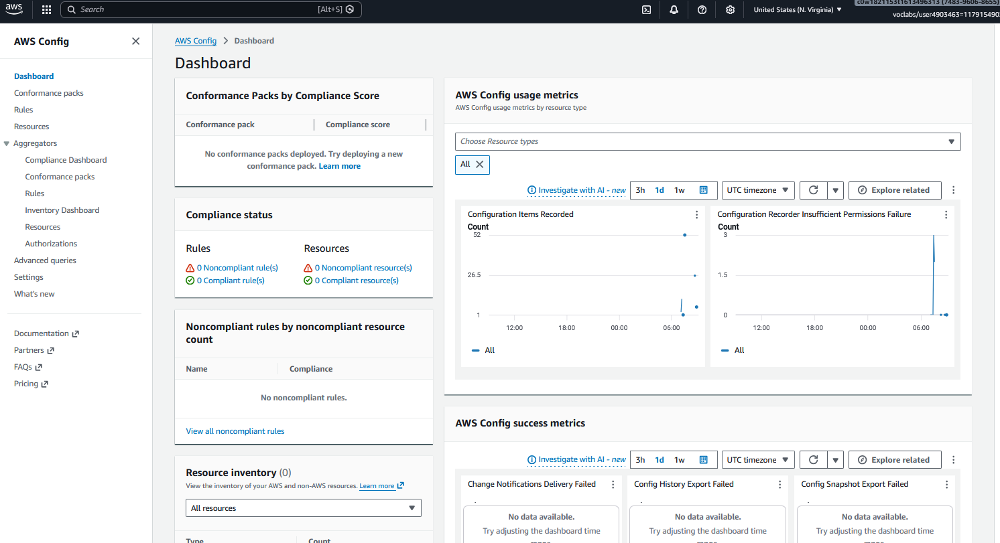 aws
Search
[Alt+S]
United States (N. Virginia)
c0w1821153t1613496313 (7483-9606-8655)
voclabs/user4903463=117915490
AWS Config
Dashboard
Conformance packs
Rules
Resources
Aggregators
Compliance Dashboard
Conformance packs
Rules
Inventory Dashboard
Resources
Authorizations
Advanced queries
Settings
What's new
Documentation
Partners
FAQs
Pricing
AWS Config > Dashboard
Dashboard
Conformance Packs by Compliance Score
Conformance pack Compliance score
No conformance packs deployed. Try deploying a new
conformance pack. Learn more
Compliance status
Rules Resources
0 Noncompliant rule(s) 0 Noncompliant resource(s)
0 Compliant rule(s) 0 Compliant resource(s)
Noncompliant rules by noncompliant resource
count
Name Compliance
No noncompliant rules.
View all noncompliant rules
Resource inventory (0)
View the inventory of your AWS and non-AWS resources. Learn more
All resources
Type Count
AWS Config usage metrics
AWS Config usage metrics by resource type
Choose Resource types
All
Investigate with AI - new 3h 1d 1w UTC timezone Explore related
Configuration Items Recorded
Count
52
26.5
1
12:00 18:00 00:00 06:00
All
Configuration Recorder Insufficient Permissions Failure
Count
3
1.5
0
12:00 18:00 00:00 06:00
All
AWS Config success metrics
Investigate with AI - new 3h 1d 1w UTC timezone Explore related
Change Notifications Delivery Failed
No data available.
Try adjusting the dashboard time
Config History Export Failed
No data available.
Try adjusting the dashboard time
Config Snapshot Export Failed
No data available.
Try adjusting the dashboard time